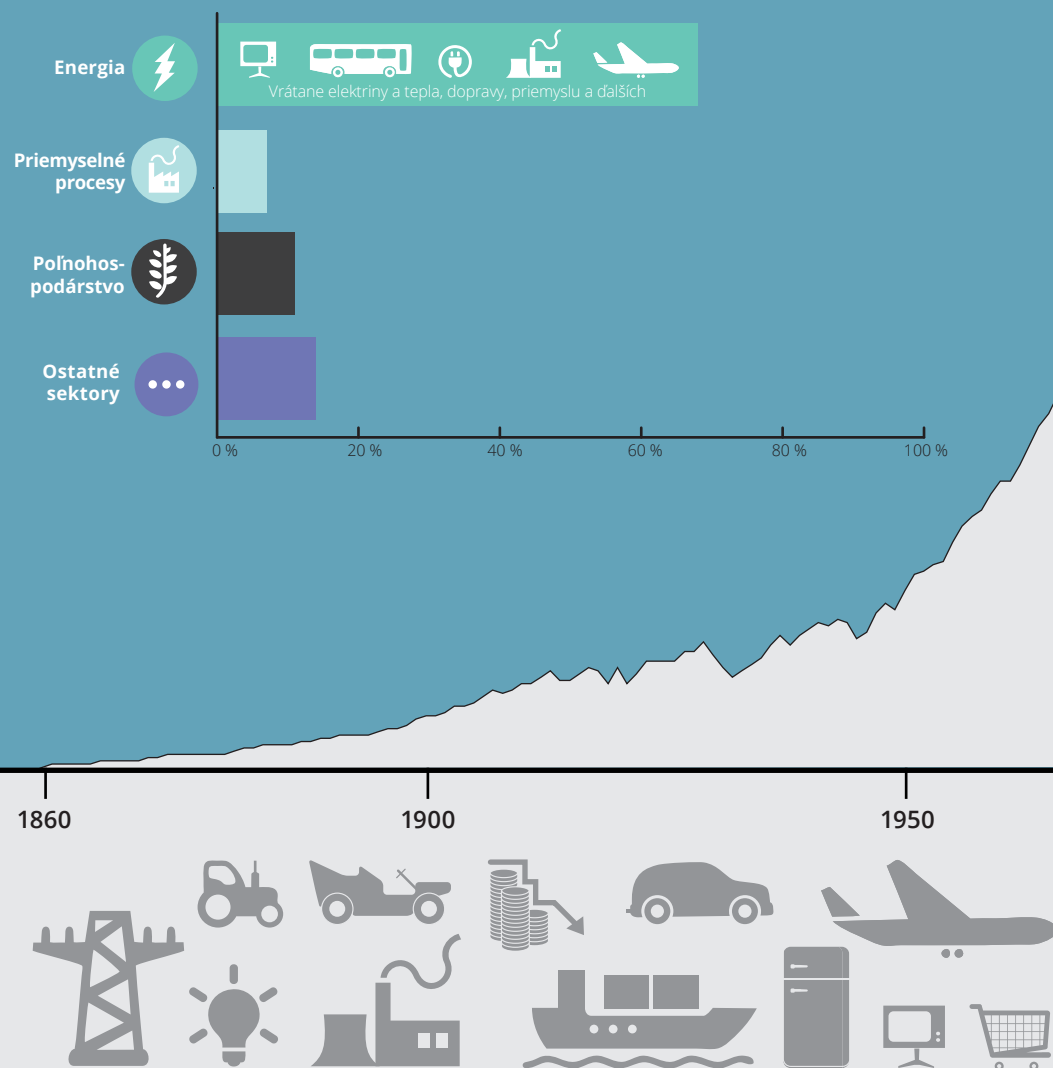 Energia
Vrátane elektriny a tepla, dopravy, priemyslu a ďalších
Priemyselné
procesy
Poľnohos-
podárstvo
Ostatné
sektory
0 %
20 %
40 %
60 %
80 %
100 %
1860
1900
1950